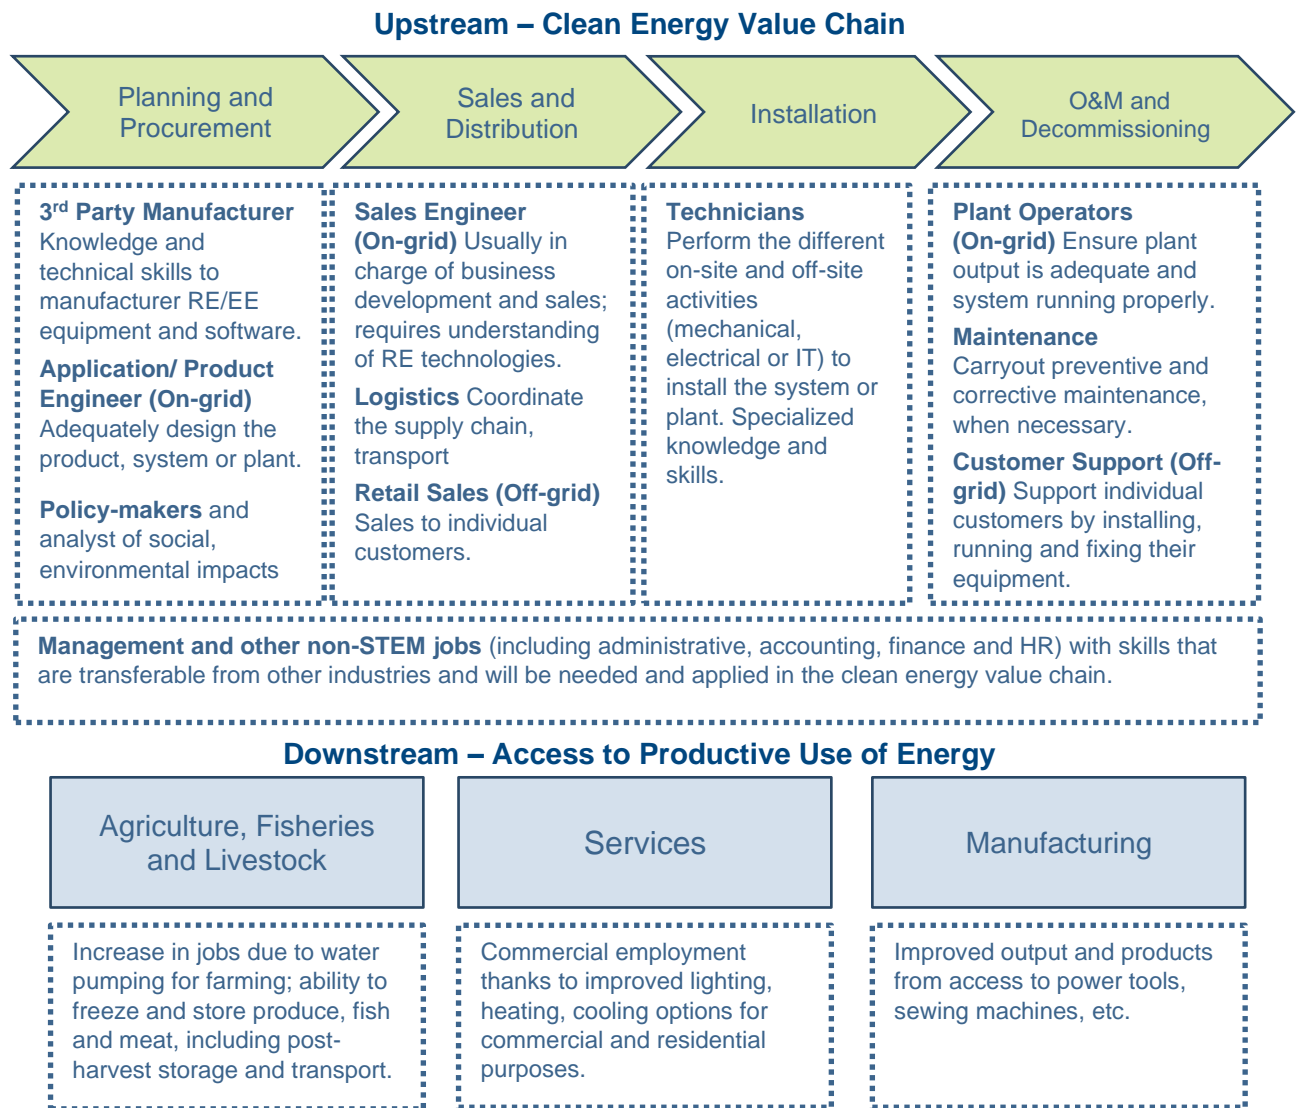 Upstream – Clean Energy Value Chain
Planning and
Procurement
Sales and
Distribution
Installation
O&M and
Decommissioning
3rd Party Manufacturer
Knowledge and
technical skills to
manufacturer RE/EE
equipment and software.
Application/ Product
Engineer (On-grid)
Adequately design the
product, system or plant.
Policy-makers and
analyst of social,
environmental impacts
Sales Engineer
(On-grid) Usually in
charge of business
development and sales;
requires understanding
of RE technologies.
Logistics Coordinate
the supply chain,
transport
Retail Sales (Off-grid)
Sales to individual
customers.
Technicians
Perform the different
on-site and off-site
activities
(mechanical,
electrical or IT) to
install the system or
plant. Specialized
knowledge and
skills.
Plant Operators
(On-grid) Ensure plant
output is adequate and
system running properly.
Maintenance
Carryout preventive and
corrective maintenance,
when necessary.
Customer Support (Off-
grid) Support individual
customers by installing,
running and fixing their
equipment.
Management and other non-STEM jobs (including administrative, accounting, finance and HR) with skills that
are transferable from other industries and will be needed and applied in the clean energy value chain.
Downstream – Access to Productive Use of Energy
Agriculture, Fisheries
and Livestock
Services
Manufacturing
Increase in jobs due to water
pumping for farming; ability to
freeze and store produce, fish
and meat, including post-
harvest storage and transport.
Commercial employment
thanks to improved lighting,
heating, cooling options for
commercial and residential
purposes.
Improved output and products
from access to power tools,
sewing machines, etc.